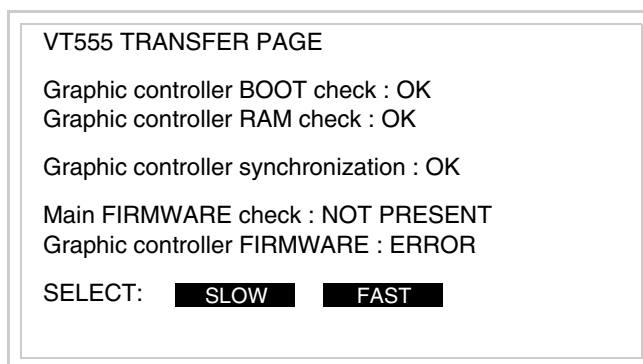 VT555 TRANSFER PAGE
Graphic controller BOOT check : OK
Graphic controller RAM check : OK
Graphic controller synchronization : OK
Main FIRMWARE check : NOT PRESENT
Graphic controller FIRMWARE : ERROR
SELECT: SLOW FAST